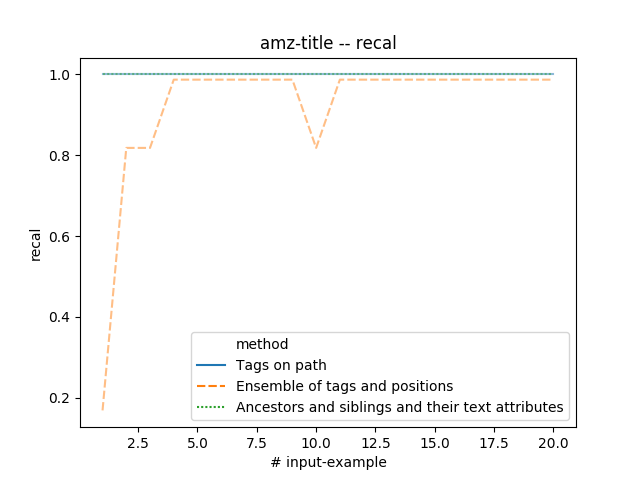 amz-title -- recal
1.0
0.8
0.6
0.4
0.2
recal
method
Tags on path
Ensemble of tags and positions
Ancestors and siblings and their text attributes
2.5 5.0 7.5 10.0 12.5 15.0 17.5 20.0
# input-example